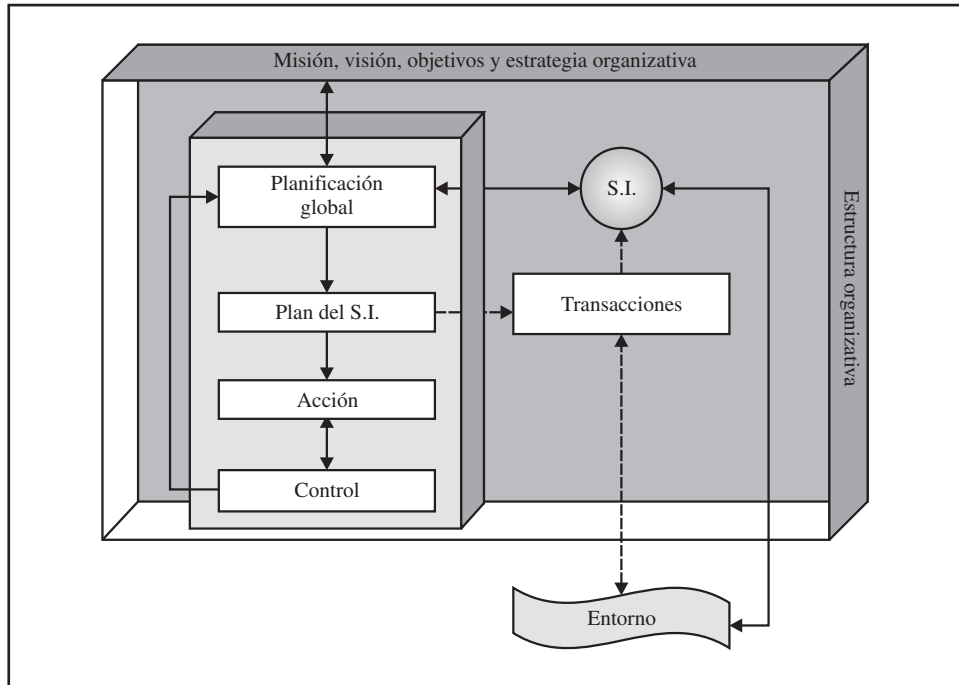 Misión, visión, objetivos y estrategia organizativa
Planificación
global
S.I.
Estructura organizativa
Plan del S.I.
Transacciones
Acción
Control
Entorno